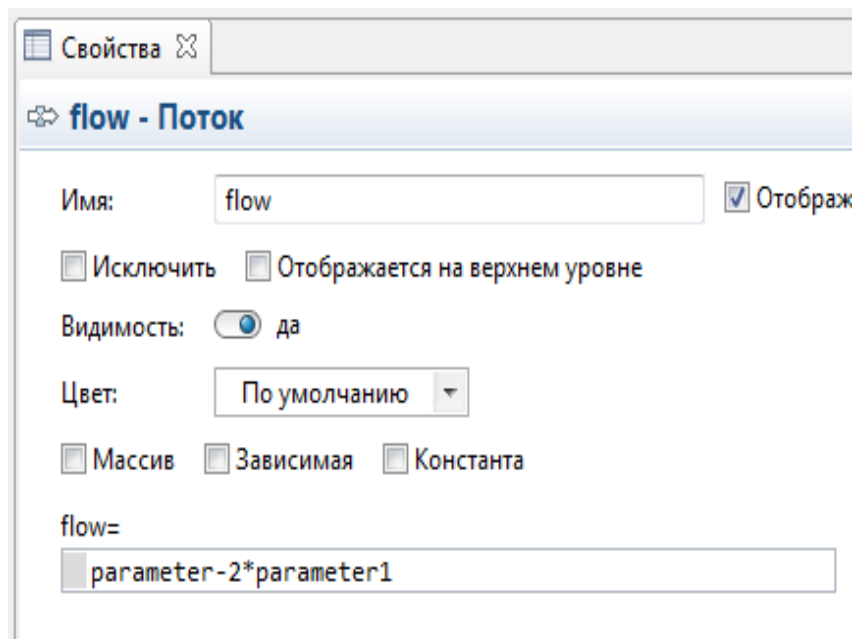 Свойства
flow - Поток
Имя: flow Отображ
Исключить Отображается на верхнем уровне
Видимость: да
Цвет: По умолчанию
Массив Зависимая Константа
flow=
parameter-2*parameter1